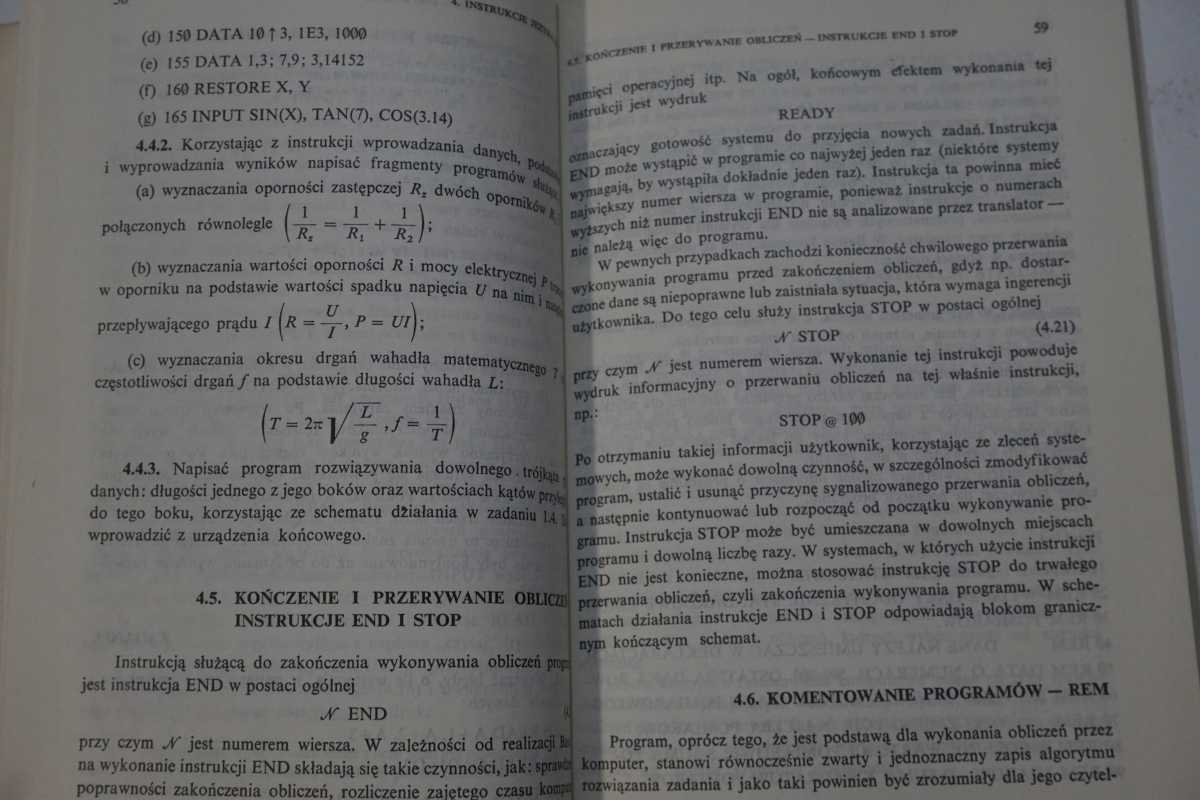 4. INSTRUKCJE
(d) 150 DATA 10↑3, 1E3, 1000
(e) 155 DATA 1,3; 7,9; 3,14152
(f) 160 RESTORE X, Y
(g) 165 INPUT SIN(X), TAN(7), COS(3.14)
4.4.2. Korzystając z instrukcji wprowadzania danych,
i wyprowadzania wyników napisać fragmenty programów
(a) wyznaczania oporności zastępczej R_z dwóch oporników
połączonych równolegle (1/R_z = 1/R_1 + 1/R_2);
(b) wyznaczania wartości oporności R i mocy elektrycznej P
w oporniku na podstawie wartości spadku napięcia U na nim i
przepływającego prądu I (R = U/I, P = UI);
(c) wyznaczania okresu drgań wahadła matematycznego T
częstotliwości drgań f na podstawie długości wahadła L:
(T = 2π√(L/g), f = 1/T)
4.4.3. Napisać program rozwiązywania dowolnego trójkąta
danych: długości jednego z jego boków oraz wartościach kątów
do tego boku, korzystając ze schematu działania w zadaniu 1.4.
wprowadzić z urządzenia końcowego.
4.5. KOŃCZENIE I PRZERYWANIE
INSTRUKCJE END I STOP
Instrukcją służącą do zakończenia wykonywania obliczeń
jest instrukcja END w postaci ogólnej
𝒩 END
przy czym 𝒩 jest numerem wiersza. W zależności od realizacji
na wykonanie instrukcji END składają się takie czynności, jak:
poprawności zakończenia obliczeń, rozliczenie zajętego czasu
4.5. KOŃCZENIE I PRZERYWANIE OBLICZEŃ — INSTRUKCJE END I STOP 59
pamięci operacyjnej itp. Na ogół, końcowym efektem wykonania tej
instrukcji jest wydruk
READY
oznaczający gotowość systemu do przyjęcia nowych zadań. Instrukcja
END może wystąpić w programie co najwyżej jeden raz (niektóre systemy
wymagają, by wystąpiła dokładnie jeden raz). Instrukcja ta powinna mieć
największy numer wiersza w programie, ponieważ instrukcje o numerach
wyższych niż numer instrukcji END nie są analizowane przez translator —
nie należą więc do programu.
W pewnych przypadkach zachodzi konieczność chwilowego przerwania
wykonywania programu przed zakończeniem obliczeń, gdyż np. dostar-
czone dane są niepoprawne lub zaistniała sytuacja, która wymaga ingerencji
użytkownika. Do tego celu służy instrukcja STOP w postaci ogólnej
𝒩 STOP (4.21)
przy czym 𝒩 jest numerem wiersza. Wykonanie tej instrukcji powoduje
wydruk informacyjny o przerwaniu obliczeń na tej właśnie instrukcji,
np.:
STOP @ 100
Po otrzymaniu takiej informacji użytkownik, korzystając ze zleceń syste-
mowych, może wykonać dowolną czynność, w szczególności zmodyfikować
program, ustalić i usunąć przyczynę sygnalizowanego przerwania obliczeń,
a następnie kontynuować lub rozpocząć od początku wykonywanie pro-
gramu. Instrukcja STOP może być umieszczana w dowolnych miejscach
programu i dowolną liczbę razy. W systemach, w których użycie instrukcji
END nie jest konieczne, można stosować instrukcję STOP do trwałego
przerwania obliczeń, czyli zakończenia wykonywania programu. W sche-
matach działania instrukcje END i STOP odpowiadają blokom granicz-
nym kończącym schemat.
4.6. KOMENTOWANIE PROGRAMÓW — REM
Program, oprócz tego, że jest podstawą dla wykonania obliczeń przez
komputer, stanowi równocześnie zwarty i jednoznaczny zapis algorytmu
rozwiązania zadania i jako taki powinien być zrozumiały dla jego czytel-